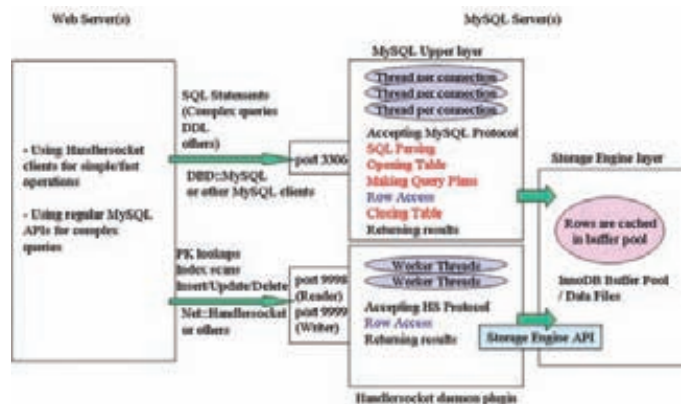 Web Server(s)
MySQL Server(s)
- Using Handlersocket
clients for simple/fast
operations
- Using regular MySQL
APIs for complex
queries
SQL Statements
(Complex queries
DDL
others)
DBD::MySQL
or other MySQL clients
PK lookups
Index scans
Insert/Update/Delete
Net::Handlersocket
or others
port 3306
port 9998
(Reader)
port 9999
(Writer)
MySQL Upper layer
Thread per connection
Thread per connection
Thread per connection
Accepting MySQL Protocol
SQL Parsing
Opening Table
Making Query Plans
Row Access
Closing Table
Returning results
Worker Threads
Worker Threads
Accepting HS Protocol
Row Access
Returning results
Handlersocket daemon plugin
Storage Engine layer
Rows are cached
in buffer pool
InnoDB Buffer Pool
/ Data Files
Storage Engine API